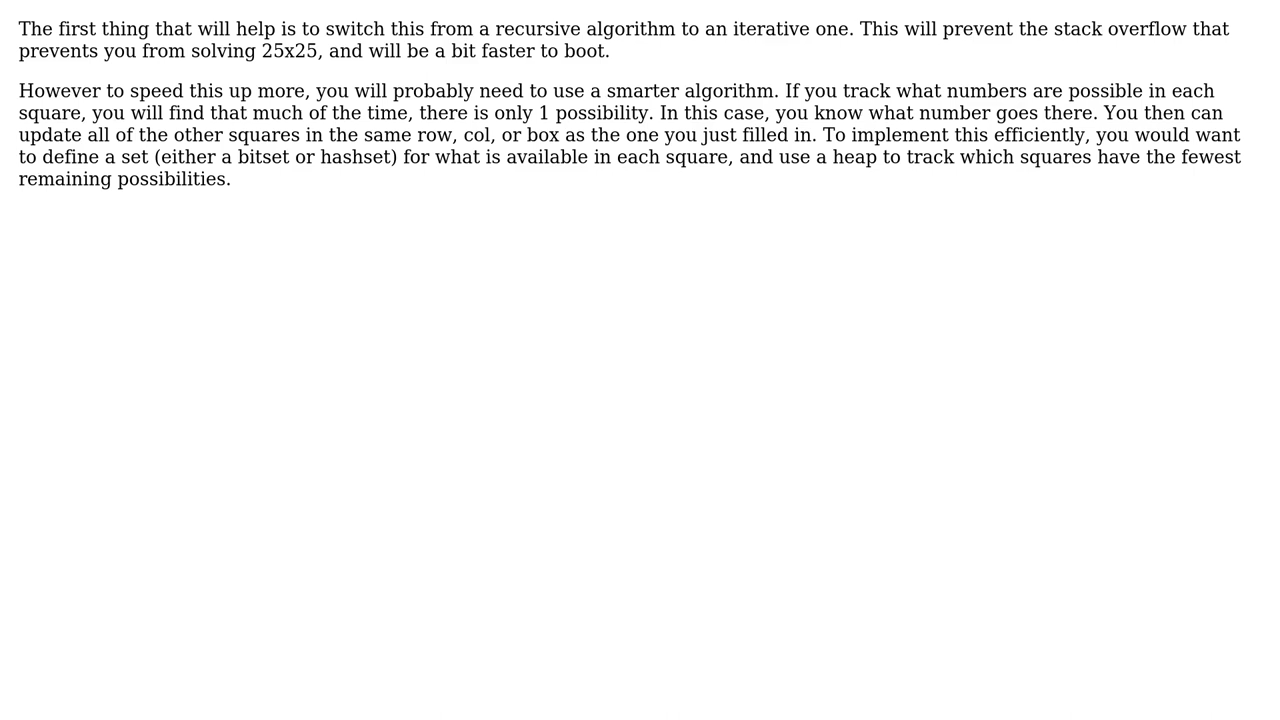 The first thing that will help is to switch this from a recursive algorithm to an iterative one. This will prevent the stack overflow that
prevents you from solving 25x25, and will be a bit faster to boot.
However to speed this up more, you will probably need to use a smarter algorithm. If you track what numbers are possible in each
square, you will find that much of the time, there is only 1 possibility. In this case, you know what number goes there. You then can
update all of the other squares in the same row, col, or box as the one you just filled in. To implement this efficiently, you would want
to define a set (either a bitset or hashset) for what is available in each square, and use a heap to track which squares have the fewest
remaining possibilities.